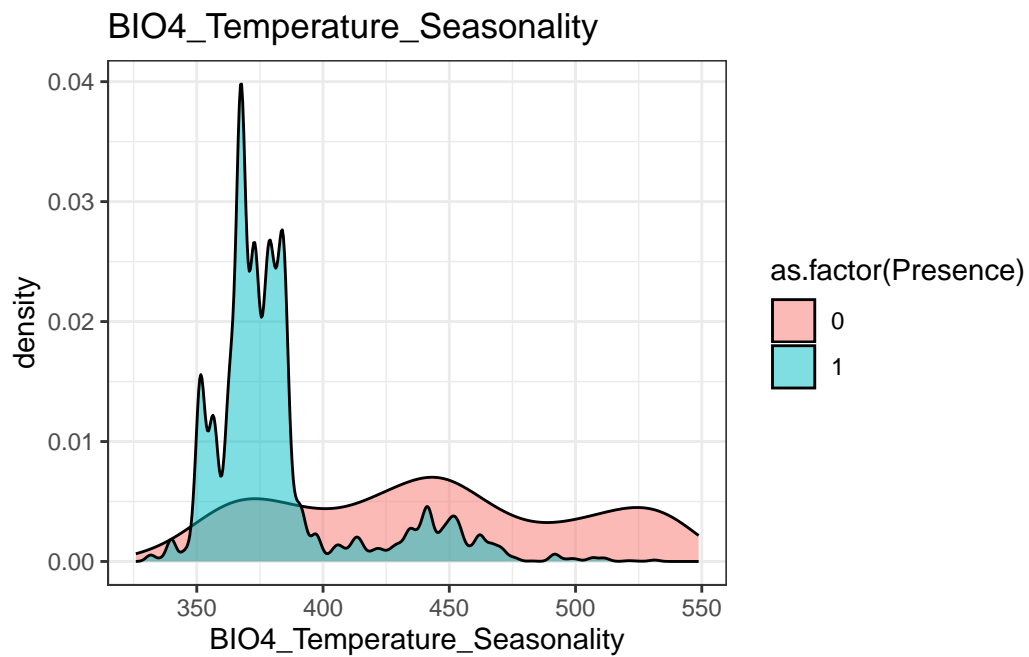 BIO4_Temperature_Seasonality
0.04
0.03
0.02
0.01
0.00
density
350 400 450 500 550
BIO4_Temperature_Seasonality
as.factor(Presence)
0
1